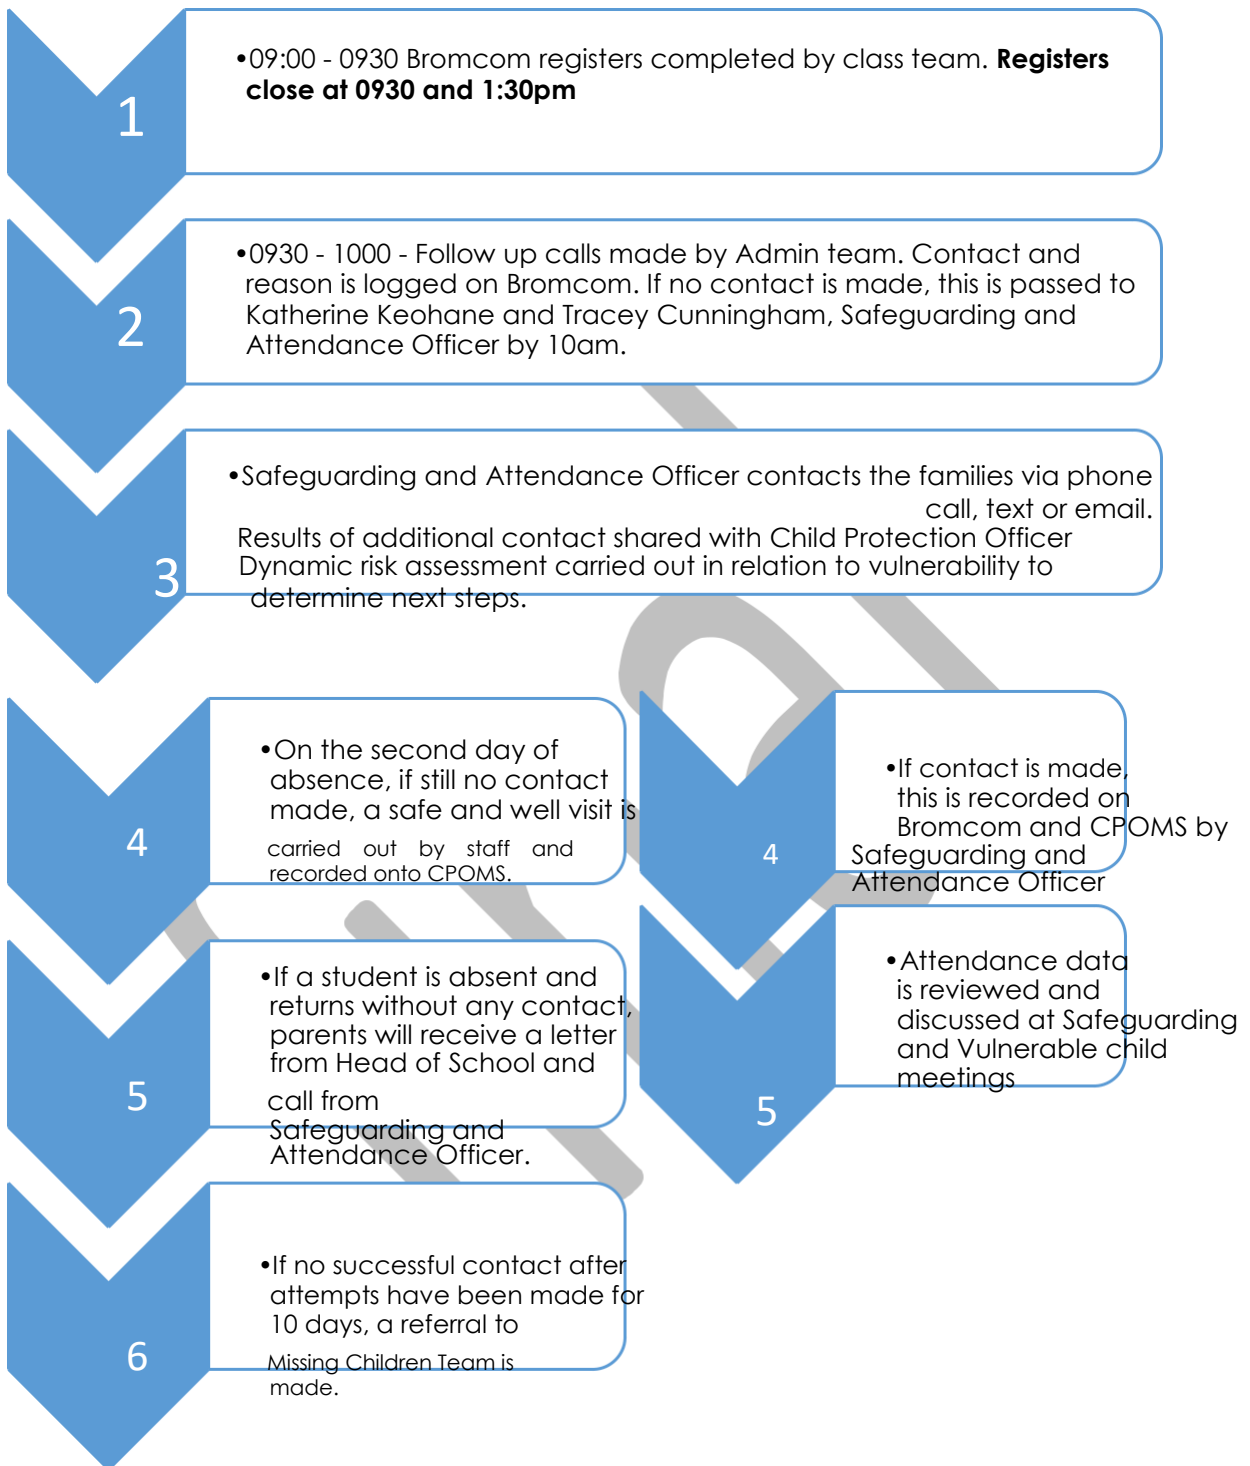 1
•09:00 - 0930 Bromcom registers completed by class team. Registers
close at 0930 and 1:30pm
2
•0930 - 1000 - Follow up calls made by Admin team. Contact and
reason is logged on Bromcom. If no contact is made, this is passed to
Katherine Keohane and Tracey Cunningham, Safeguarding and
Attendance Officer by 10am.
3
•Safeguarding and Attendance Officer contacts the families via phone
call, text or email.
Results of additional contact shared with Child Protection Officer
Dynamic risk assessment carried out in relation to vulnerability to
determine next steps.
4
•On the second day of
absence, if still no contact
made, a safe and well visit is
carried out by staff and
recorded onto CPOMS.
5
•If a student is absent and
returns without any contact,
parents will receive a letter
from Head of School and
call from
Safeguarding and
Attendance Officer.
6
•If no successful contact after
attempts have been made for
10 days, a referral to
Missing Children Team is
made.
4
•If contact is made,
this is recorded on
Bromcom and CPOMS by
Safeguarding and
Attendance Officer
5
•Attendance data
is reviewed and
discussed at Safeguarding
and Vulnerable child
meetings